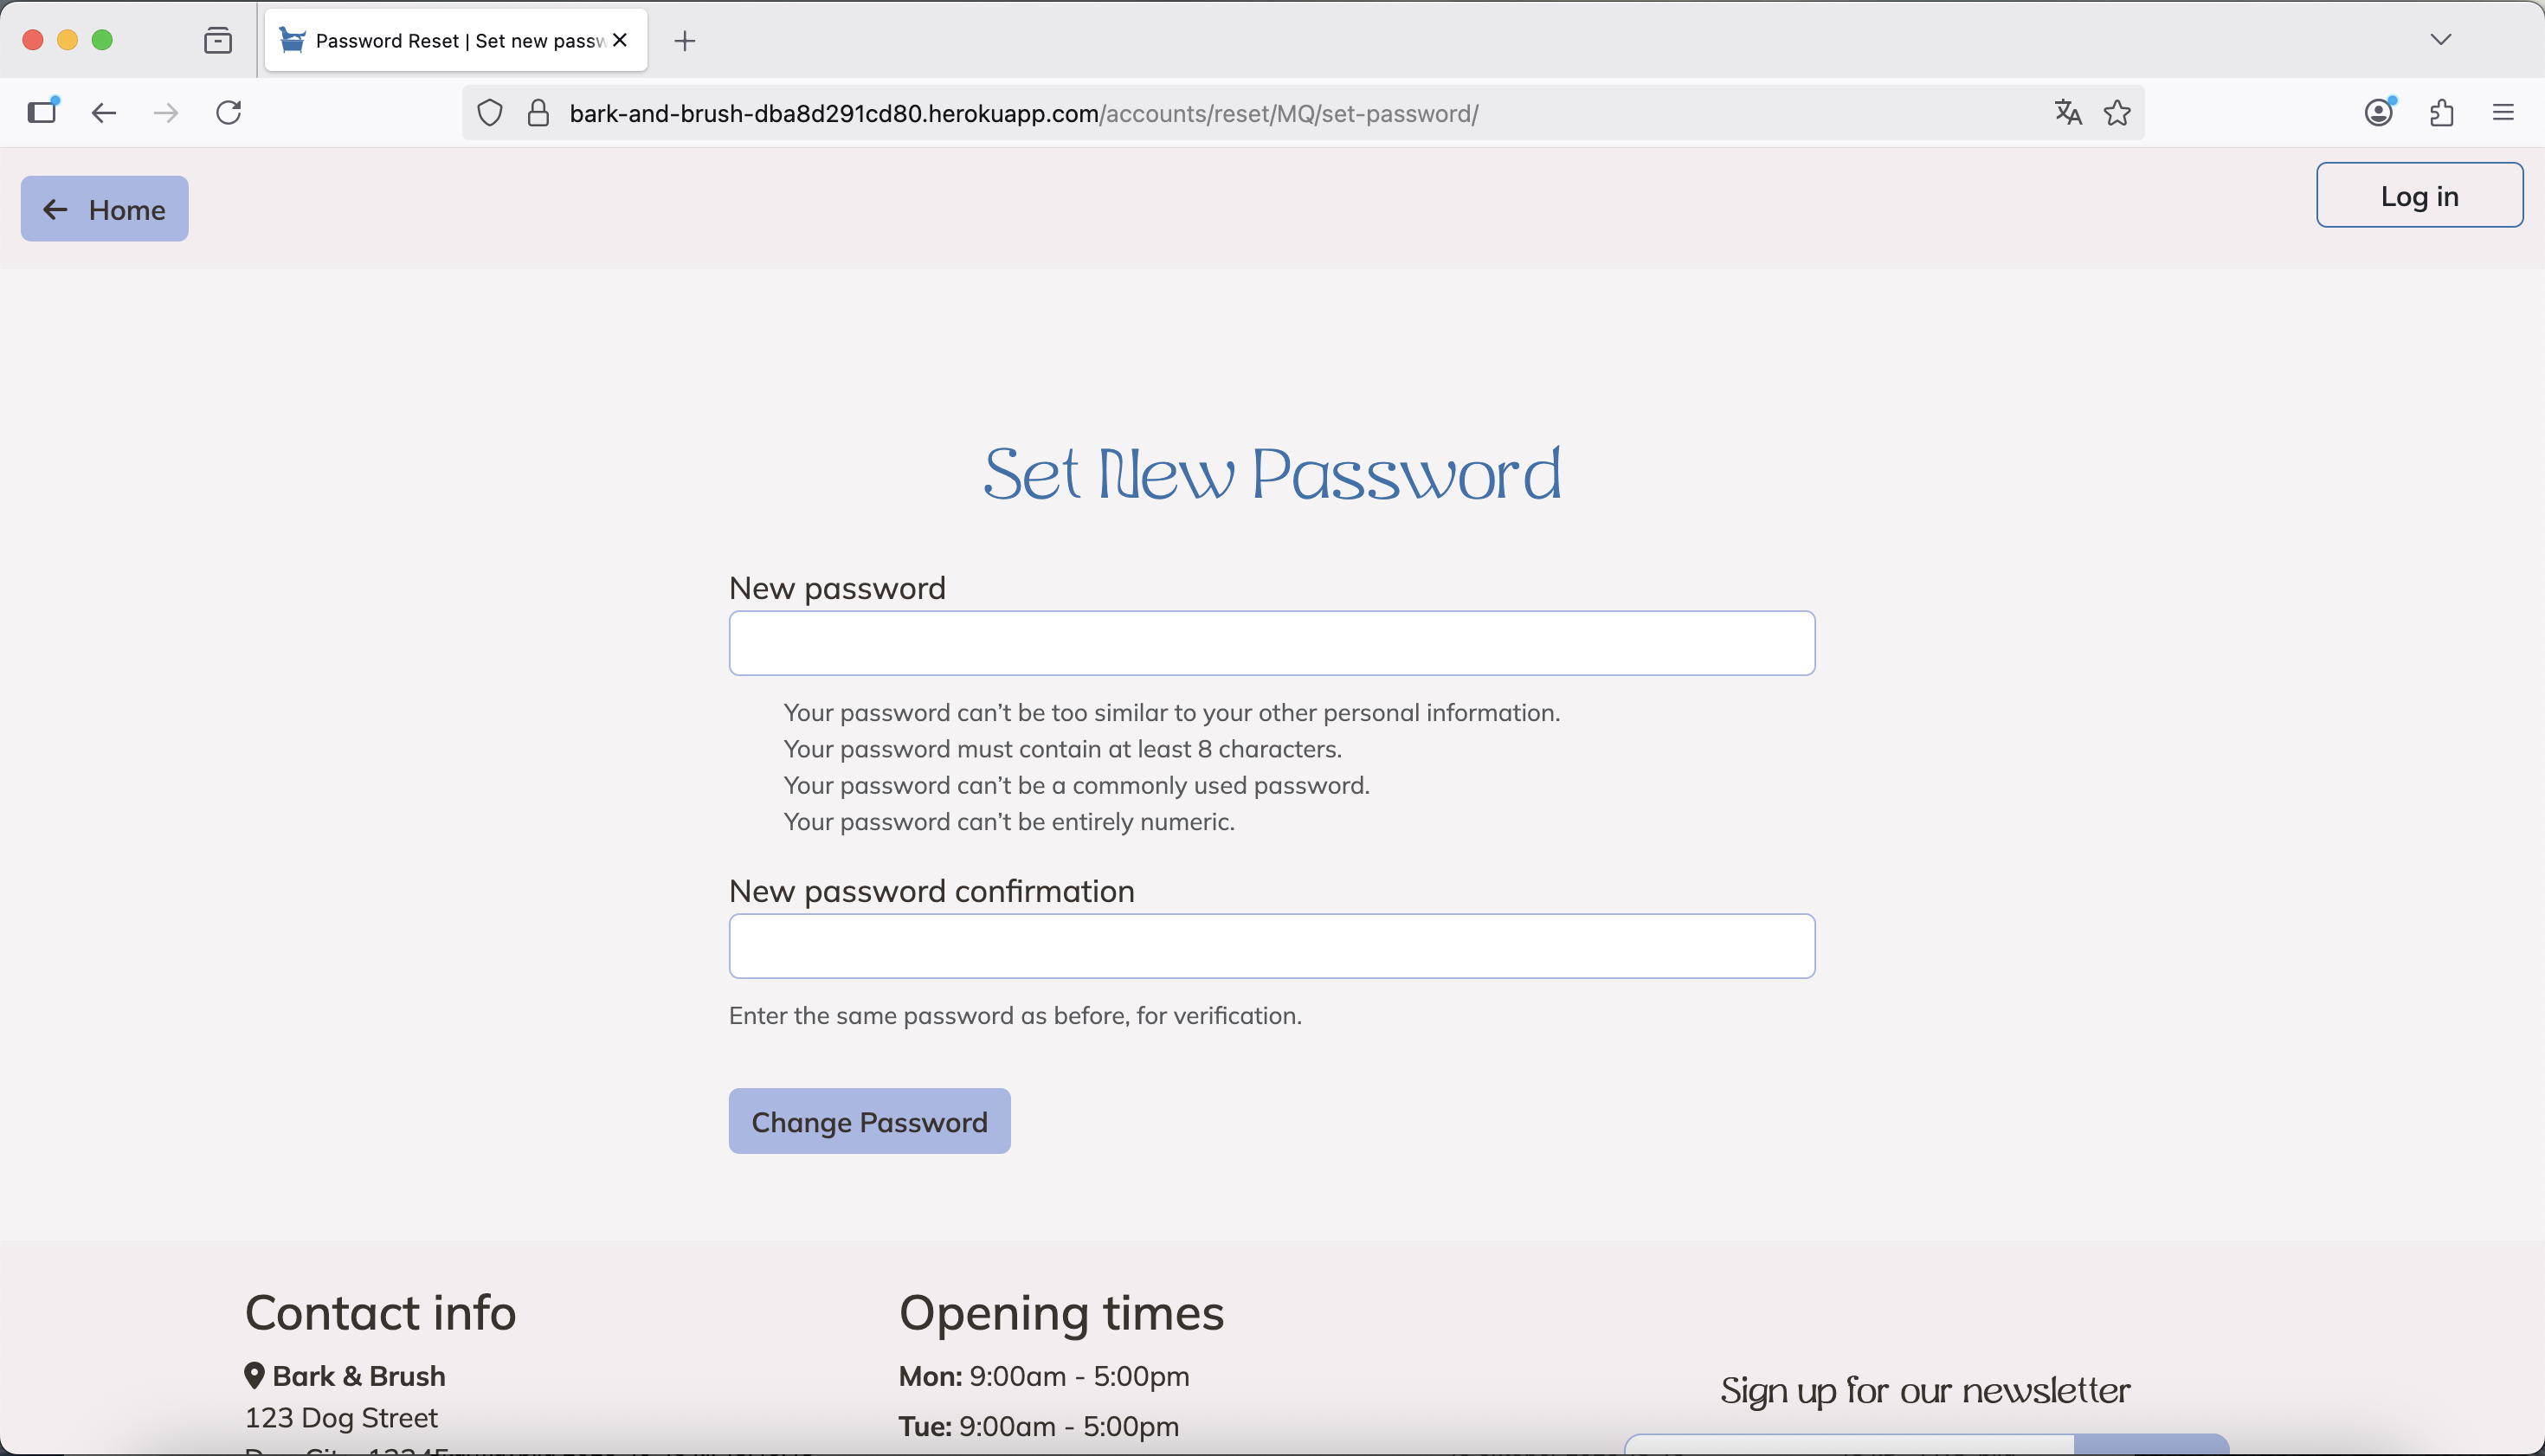 Password Reset | Set new passw
bark-and-brush-dba8d291cd80.herokuapp.com/accounts/reset/MQ/set-password/
Home
Log in
Set New Password
New password
Your password can’t be too similar to your other personal information.
Your password must contain at least 8 characters.
Your password can’t be a commonly used password.
Your password can’t be entirely numeric.
New password confirmation
Enter the same password as before, for verification.
Change Password
Contact info
Bark & Brush
123 Dog Street
Opening times
Mon: 9:00am - 5:00pm
Tue: 9:00am - 5:00pm
Sign up for our newsletter